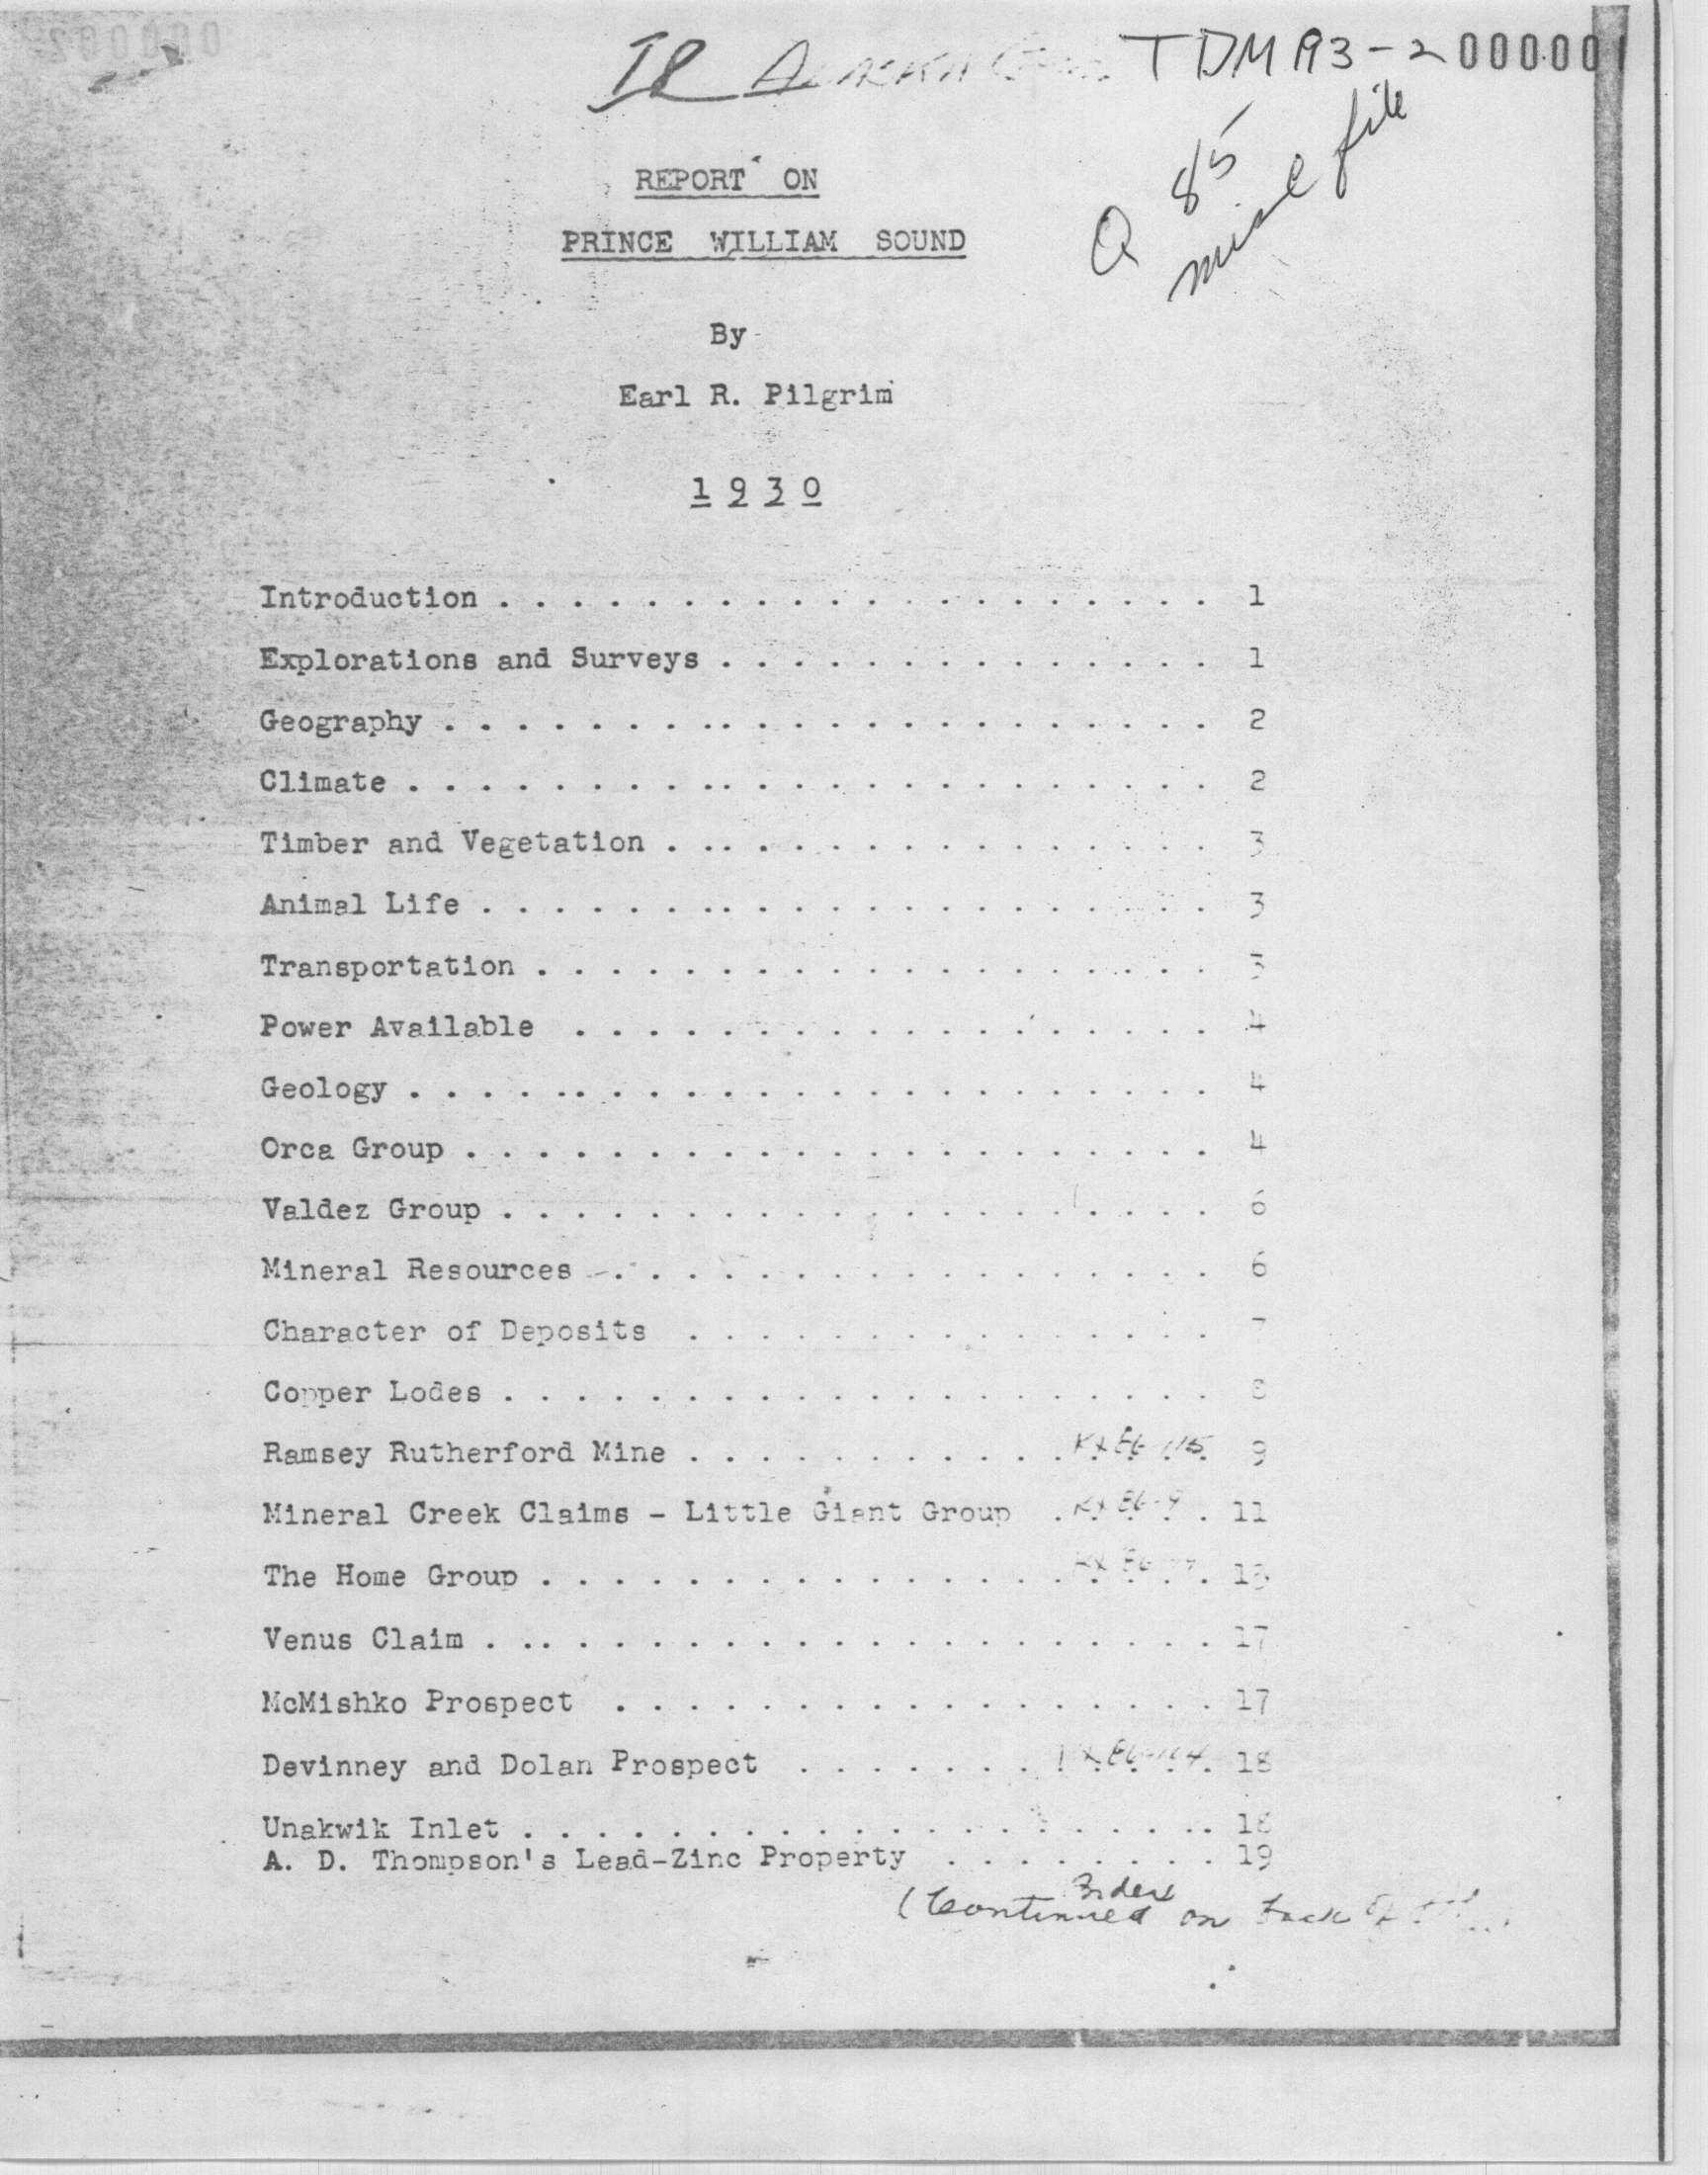 TDM 93-2 000001
Q 85
misc file
REPORT ON
PRINCE WILLIAM SOUND
By
Earl R. Pilgrim
1930
Introduction . . . . . . . . . . . . . . . . . . . . 1
Explorations and Surveys . . . . . . . . . . . . . . 1
Geography . . . . . . . . . . . . . . . . . . . . . . 2
Climate . . . . . . . . . . . . . . . . . . . . . . . 2
Timber and Vegetation . . . . . . . . . . . . . . . . 3
Animal Life . . . . . . . . . . . . . . . . . . . . . 3
Transportation . . . . . . . . . . . . . . . . . . . 3
Power Available . . . . . . . . . . . . . . . . . . 4
Geology . . . . . . . . . . . . . . . . . . . . . . . 4
Orca Group . . . . . . . . . . . . . . . . . . . . . 4
Valdez Group . . . . . . . . . . . . . . . . . . . . 6
Mineral Resources . . . . . . . . . . . . . . . . . 6
Character of Deposits . . . . . . . . . . . . . . . 7
Copper Lodes . . . . . . . . . . . . . . . . . . . . 8
Ramsey Rutherford Mine . . . . . . . . . . . . . . . 9
Mineral Creek Claims - Little Giant Group . . . . . 11
The Home Group . . . . . . . . . . . . . . . . . . .
Venus Claim . . . . . . . . . . . . . . . . . . . . . 17
McMishko Prospect . . . . . . . . . . . . . . . . . 17
Devinney and Dolan Prospect . . . . . . . . . . . . 18
Unakwik Inlet . . . . . . . . . . . . . . . . . . . . 18
A. D. Thompson's Lead-Zinc Property . . . . . . . . 19
Index
(Continued on back of